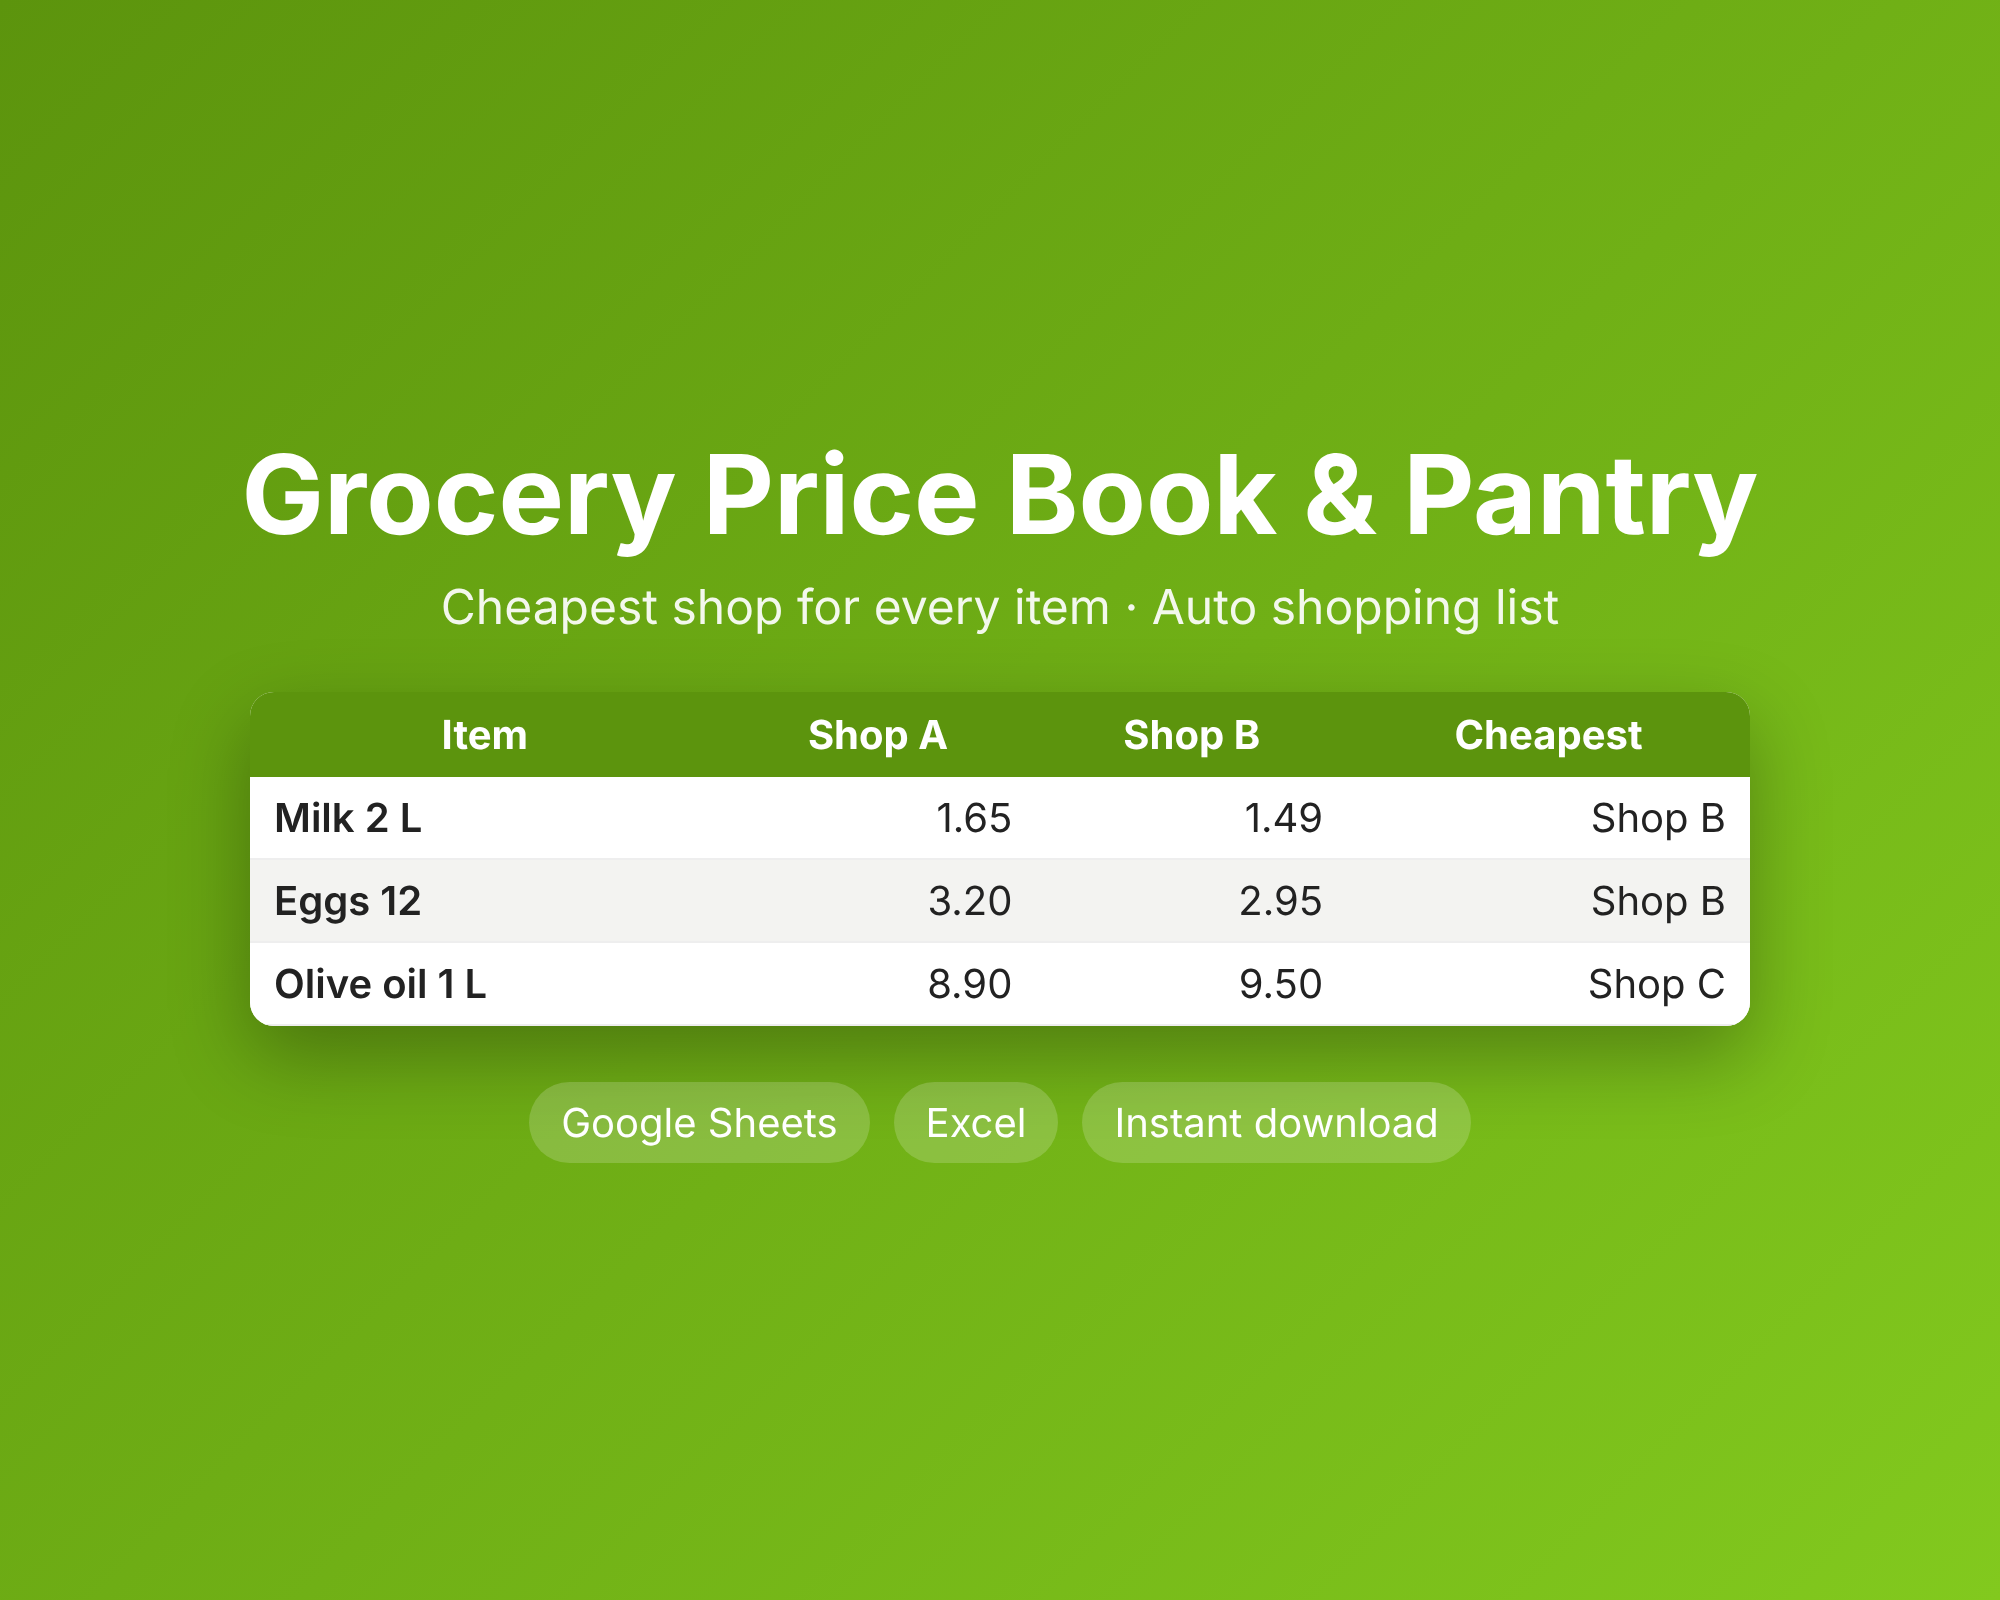 Grocery Price Book & Pantry
Cheapest shop for every item · Auto shopping list
Item Shop A Shop B Cheapest
Milk 2 L 1.65 1.49 Shop B
Eggs 12 3.20 2.95 Shop B
Olive oil 1 L 8.90 9.50 Shop C
Google Sheets Excel Instant download